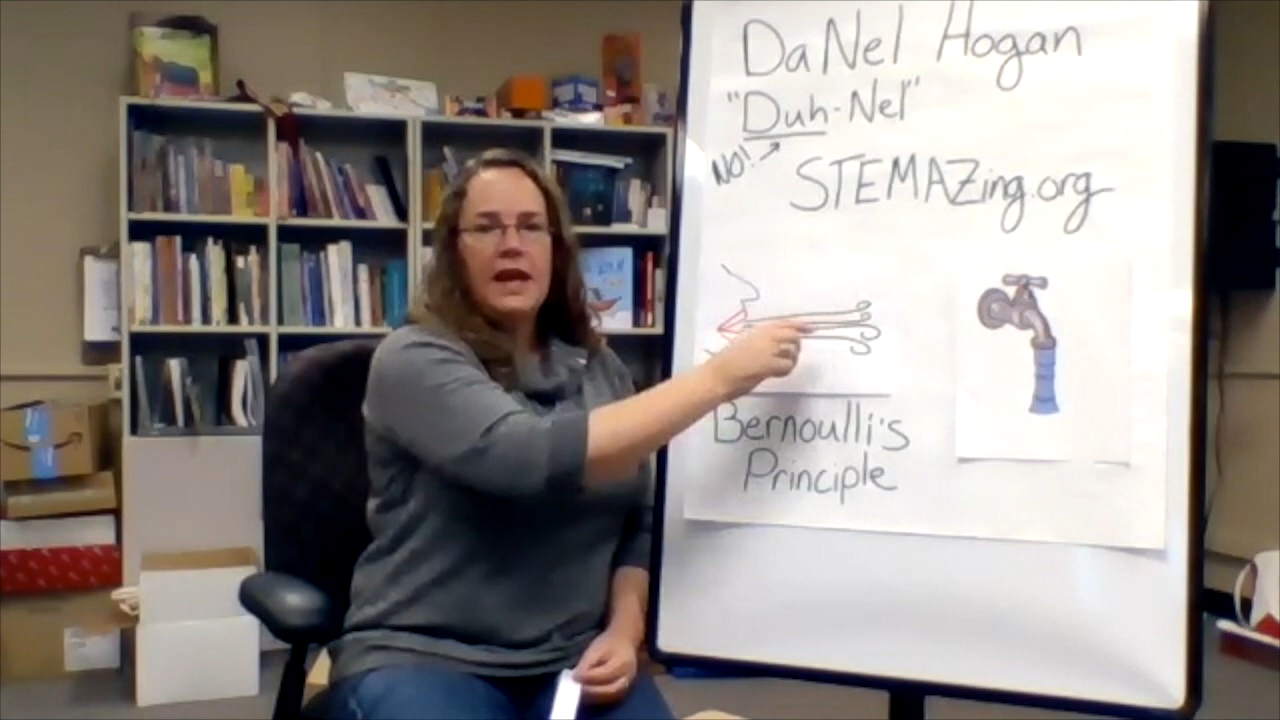 DaNel Hogan
"Duh-Nel"
NO!
STEMAZing.org
Bernoulli's
Principle